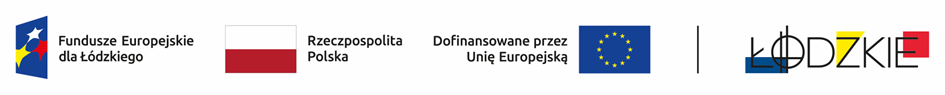 Fundusze Europejskie
dla Łódzkiego
Rzeczpospolita
Polska
Dofinansowane przez
Unię Europejską
ŁÓDZKIE